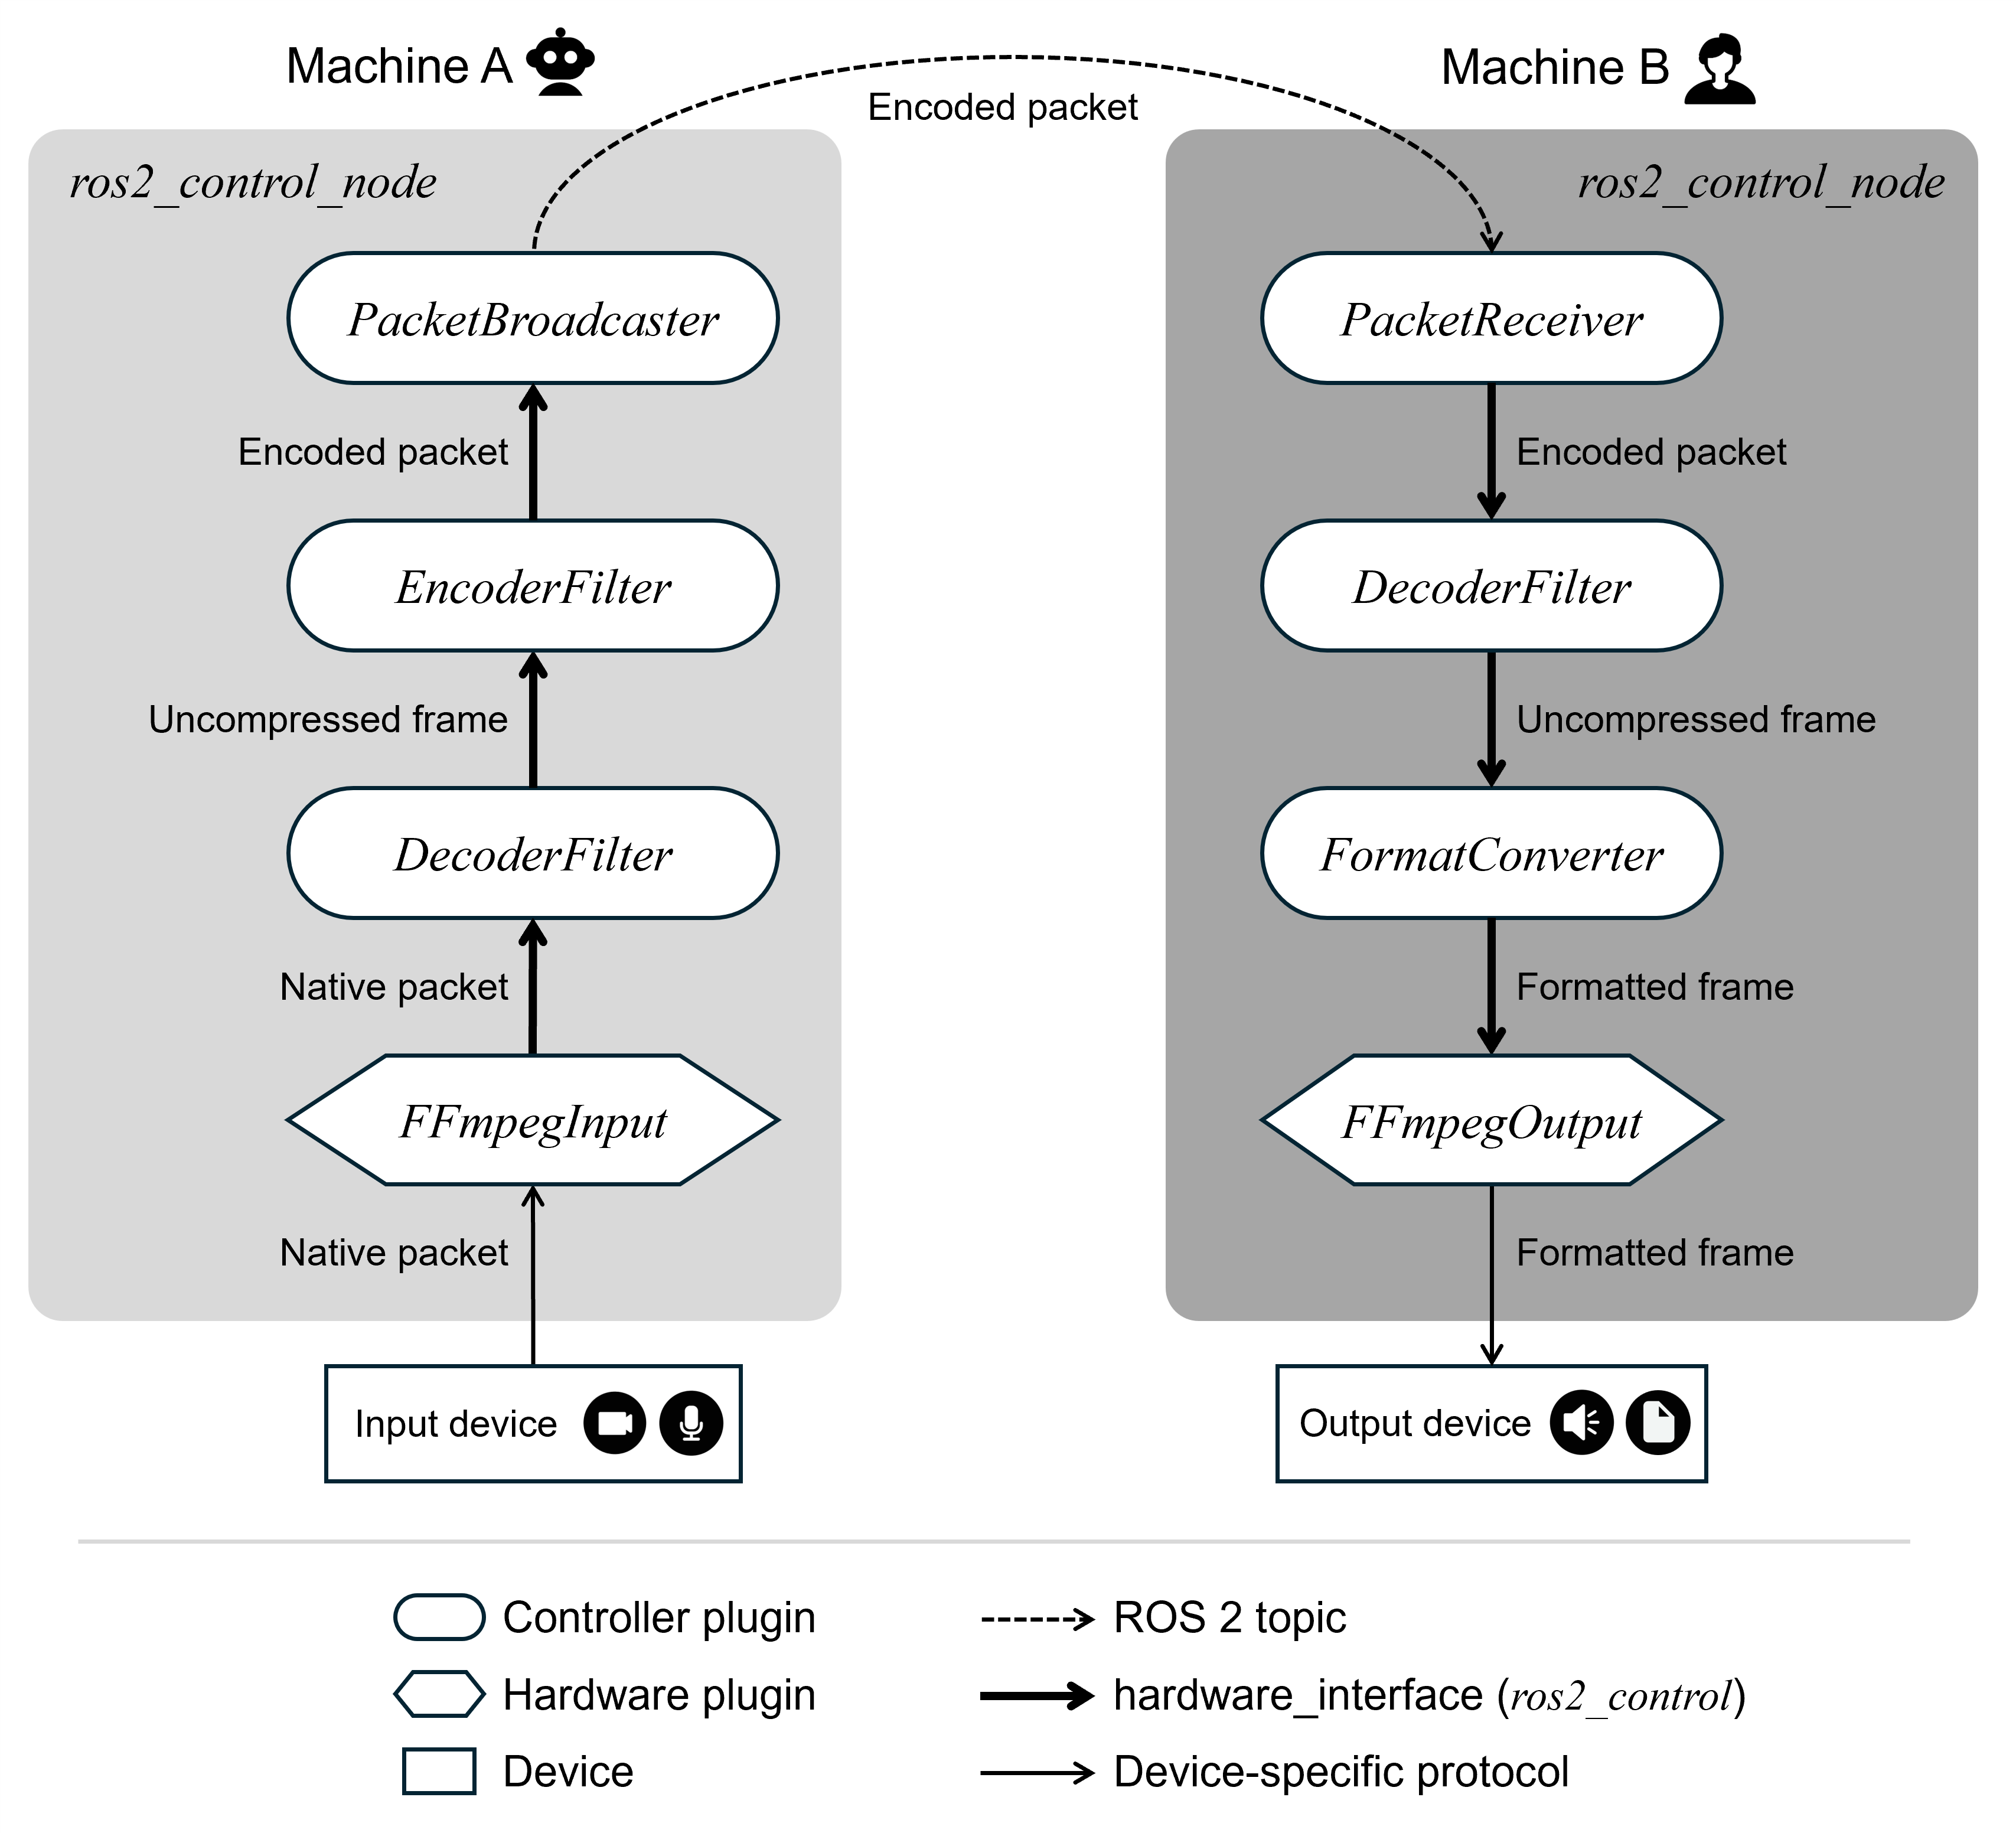 Machine A
Machine B
Encoded packet
ros2_control_node
ros2_control_node
PacketBroadcaster
PacketReceiver
Encoded packet
Encoded packet
EncoderFilter
DecoderFilter
Uncompressed frame
Uncompressed frame
DecoderFilter
FormatConverter
Native packet
Formatted frame
FFmpegInput
FFmpegOutput
Native packet
Formatted frame
Input device
Output device
Controller plugin
ROS 2 topic
Hardware plugin
hardware_interface (ros2_control)
Device
Device-specific protocol